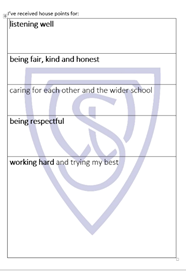 I've received house points for:
listening well
being fair, kind and honest
caring for each other and the wider school
being respectful
working hard and trying my best